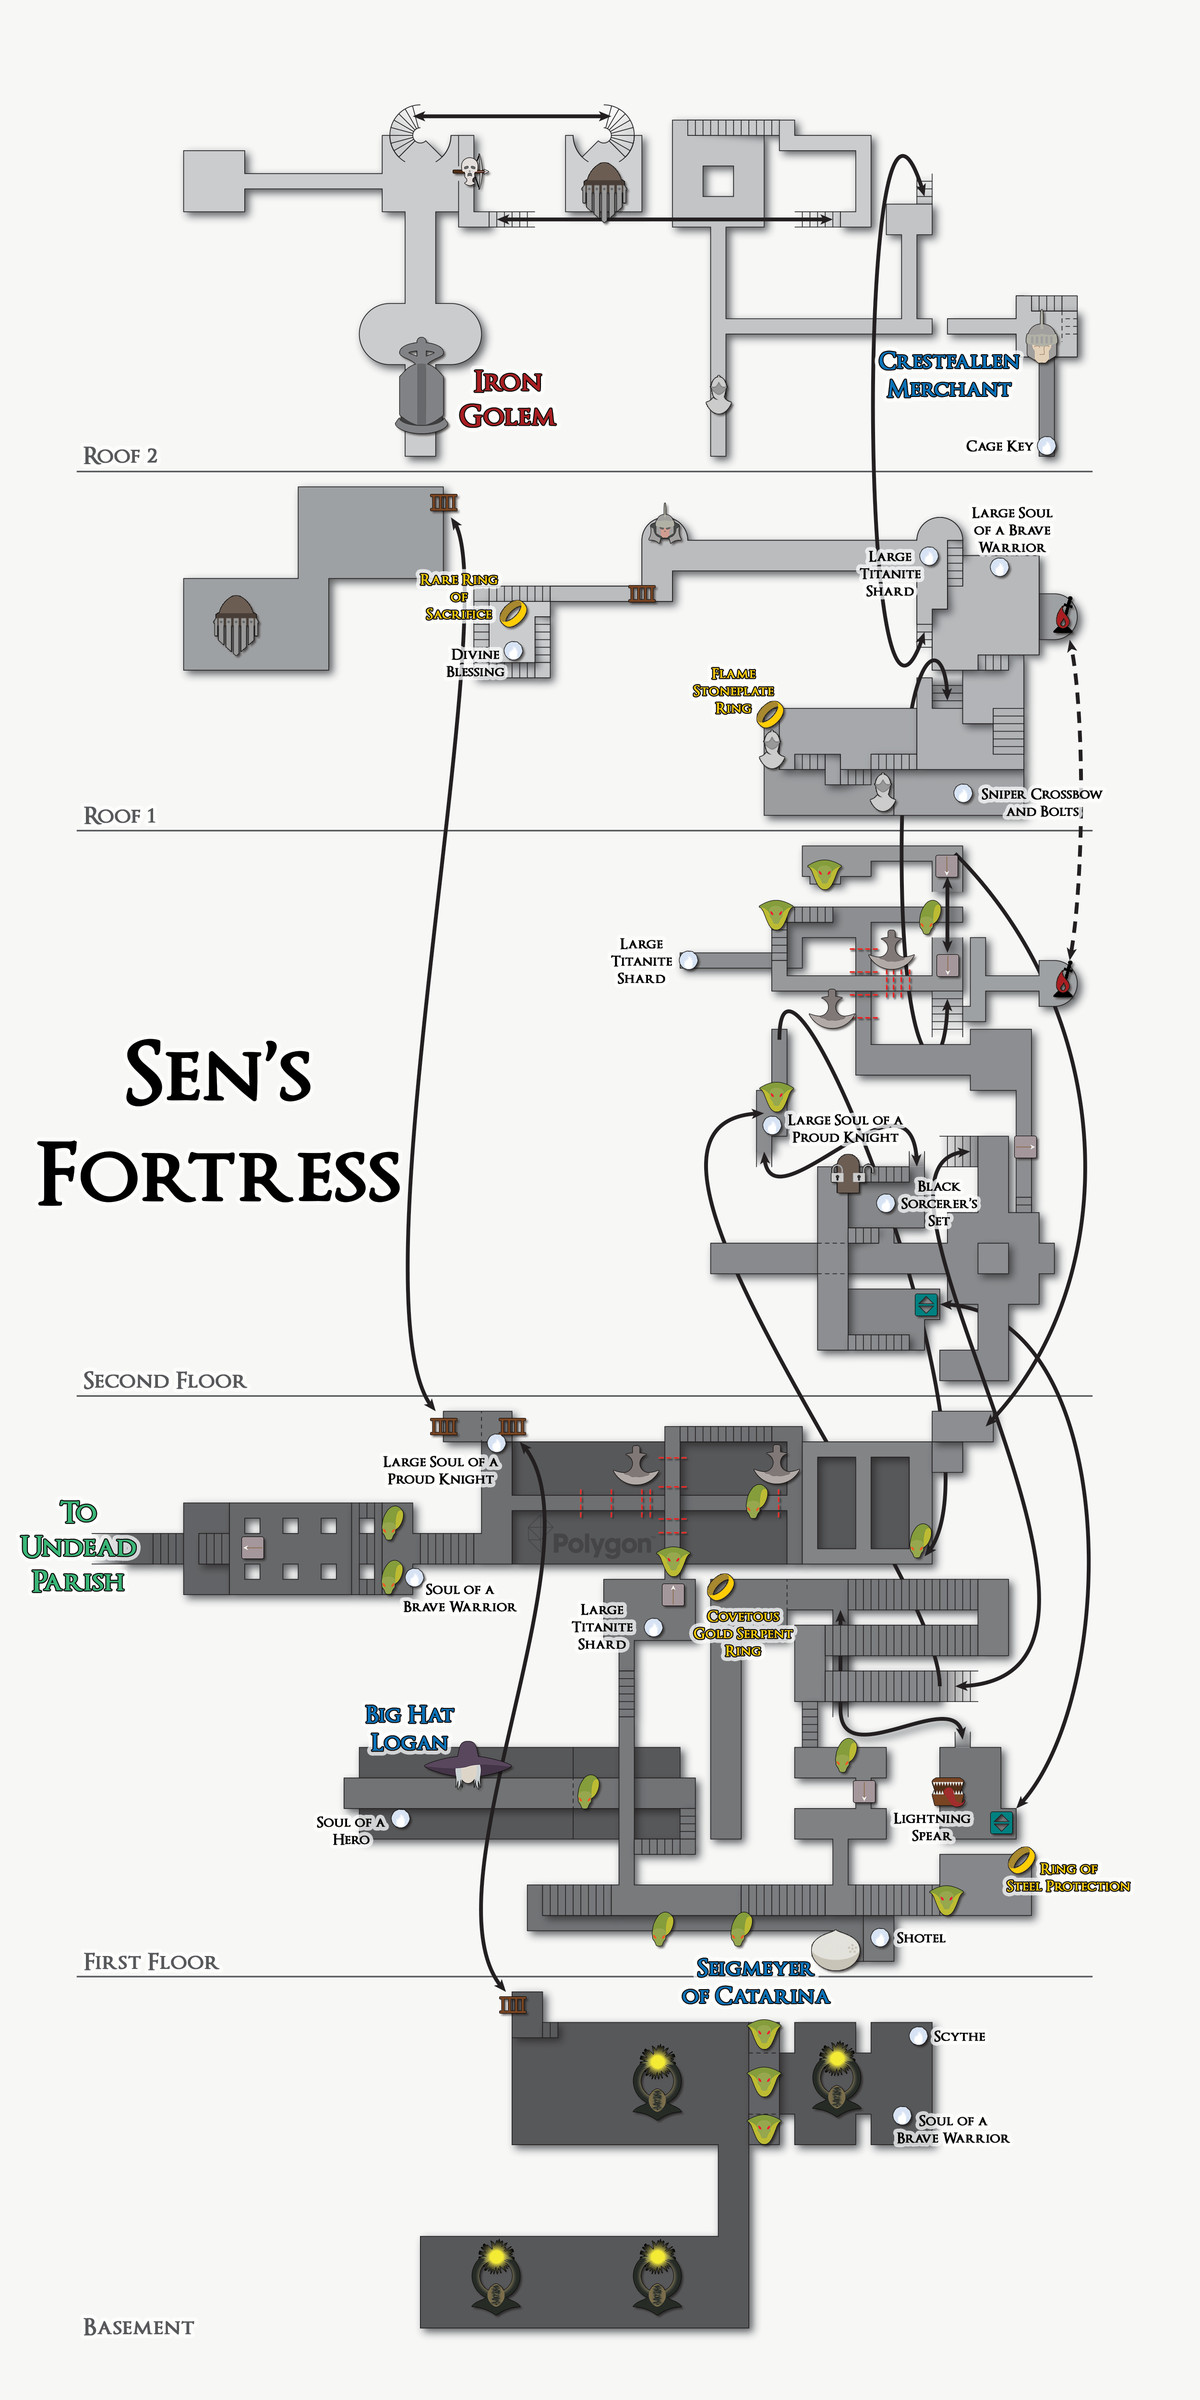 Iron
Golem
Crestfallen
Merchant
Cage Key
Roof 2
Large Soul
of a Brave
Warrior
Large
Titanite
Shard
Rare Ring
of
Sacrifice
Divine
Blessing
Flame
Stoneplate
Ring
Sniper Crossbow
and Bolts
Roof 1
Large
Titanite
Shard
Sen's
Fortress
Large Soul of a
Proud Knight
Black
Sorcerer's
Set
Second Floor
Large Soul of a
Proud Knight
To
Undead
Parish
Polygon
Soul of a
Brave Warrior
Large
Titanite
Shard
Covetous
Gold Serpent
Ring
Big Hat
Logan
Soul of a
Hero
Lightning
Spear
Ring of
Steel Protection
Shotel
First Floor
Seigmeyer
of Catarina
Scythe
Soul of a
Brave Warrior
Basement